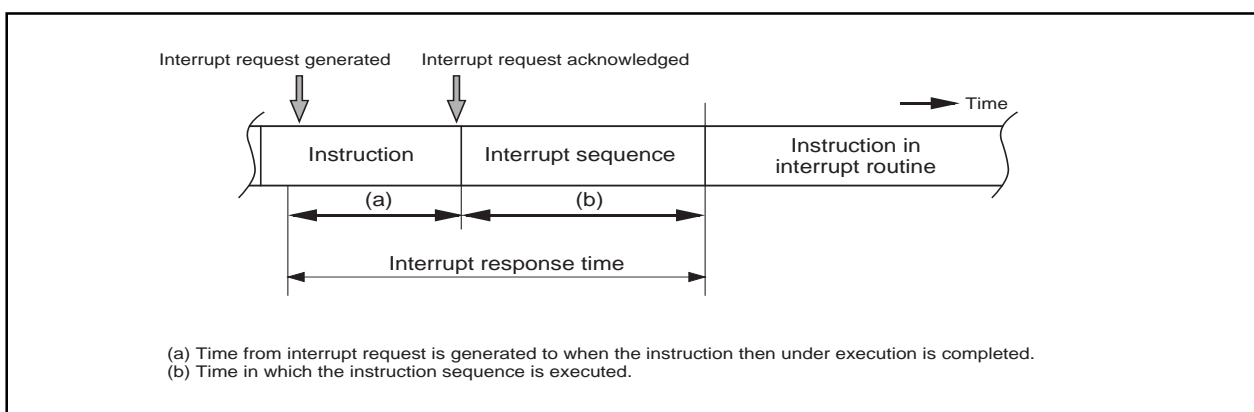 Interrupt request generated
Interrupt request acknowledged
Time
Instruction
Interrupt sequence
Instruction in
interrupt routine
(a)
(b)
Interrupt response time
(a) Time from interrupt request is generated to when the instruction then under execution is completed.
(b) Time in which the instruction sequence is executed.